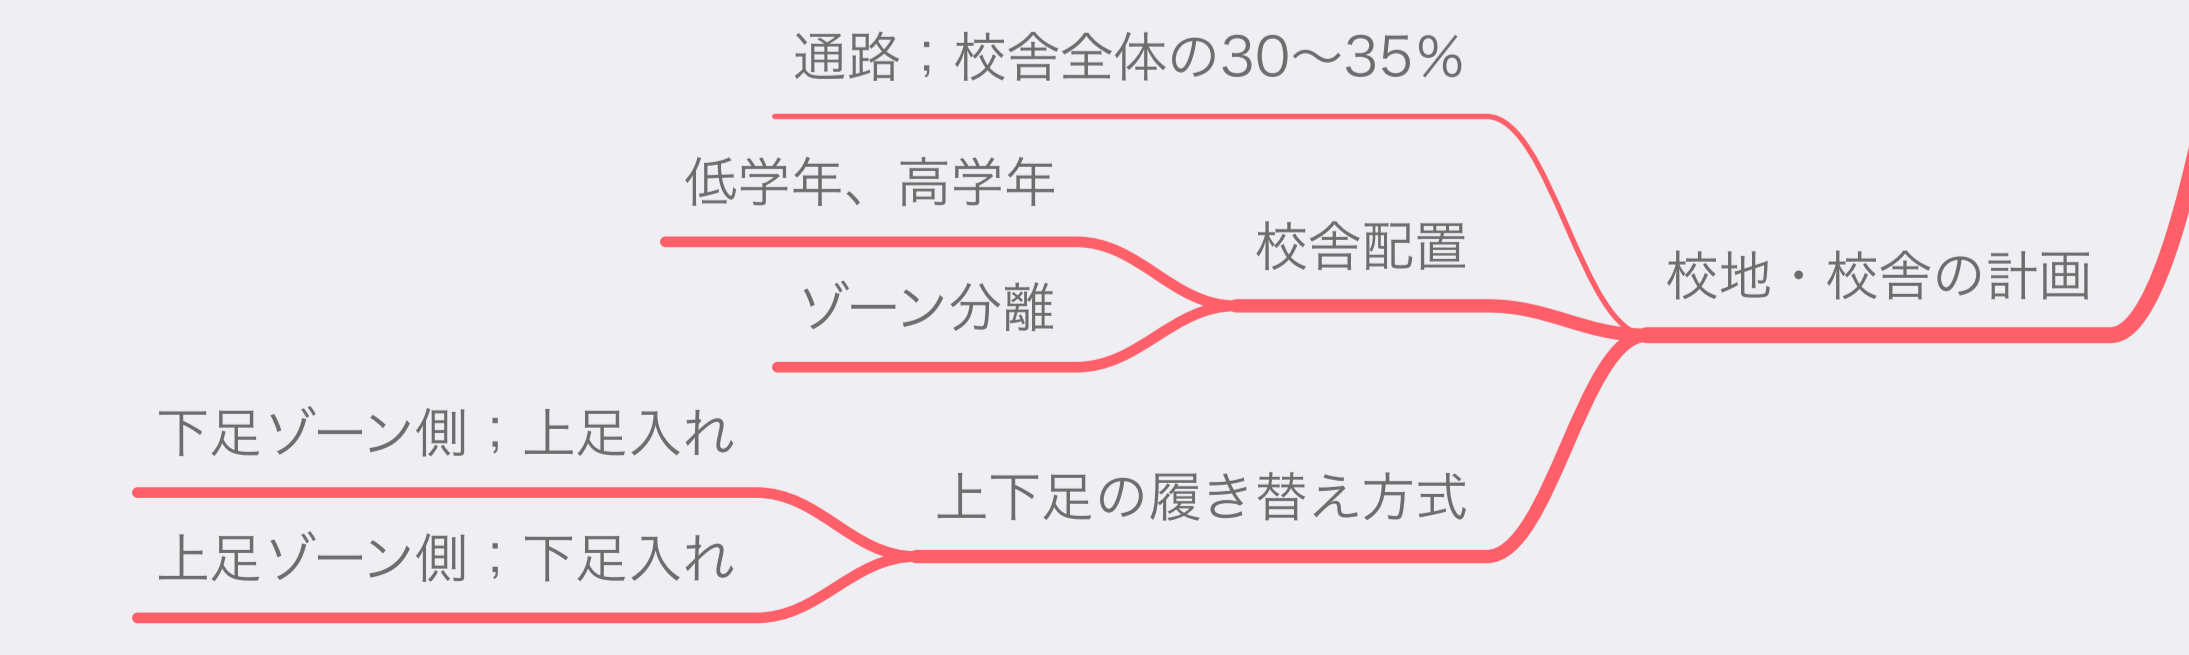 通路；校舎全体の30〜35%
低学年、高学年
校舎配置
ゾーン分離
校地・校舎の計画
下足ゾーン側；上足入れ
上下足の履き替え方式
上足ゾーン側；下足入れ